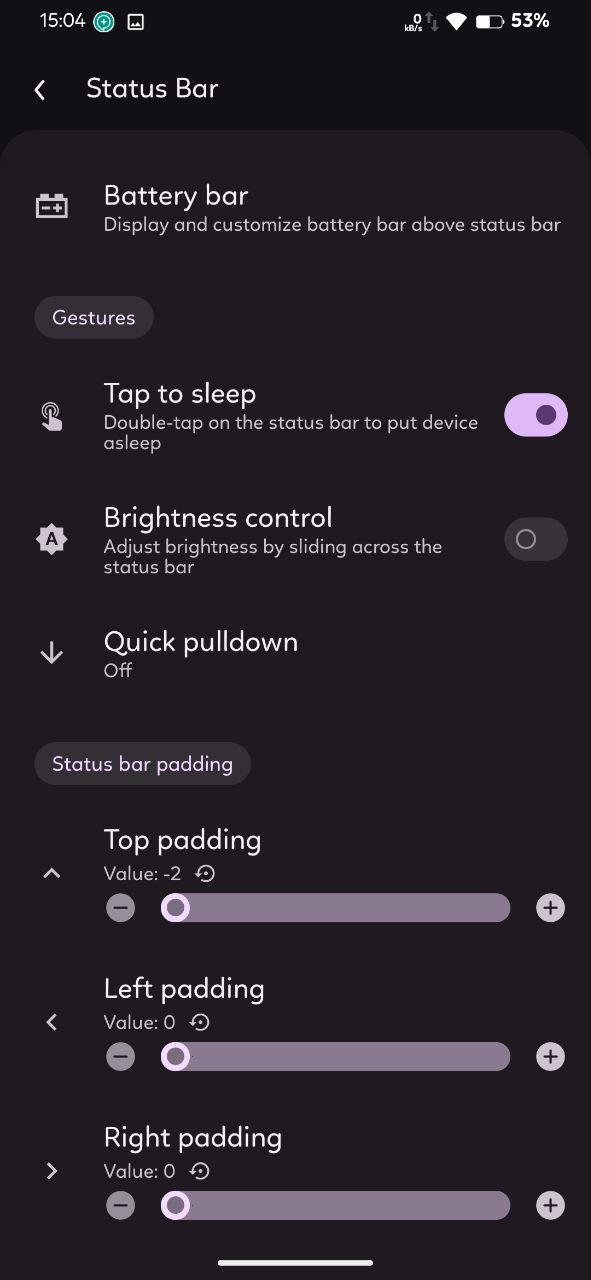 15:04
0
kB/s
53%
Status Bar
Battery bar
Display and customize battery bar above status bar
Gestures
Tap to sleep
Double-tap on the status bar to put device
asleep
A
Brightness control
Adjust brightness by sliding across the
status bar
Quick pulldown
Off
Status bar padding
Top padding
Value: -2
Left padding
Value: 0
Right padding
Value: 0